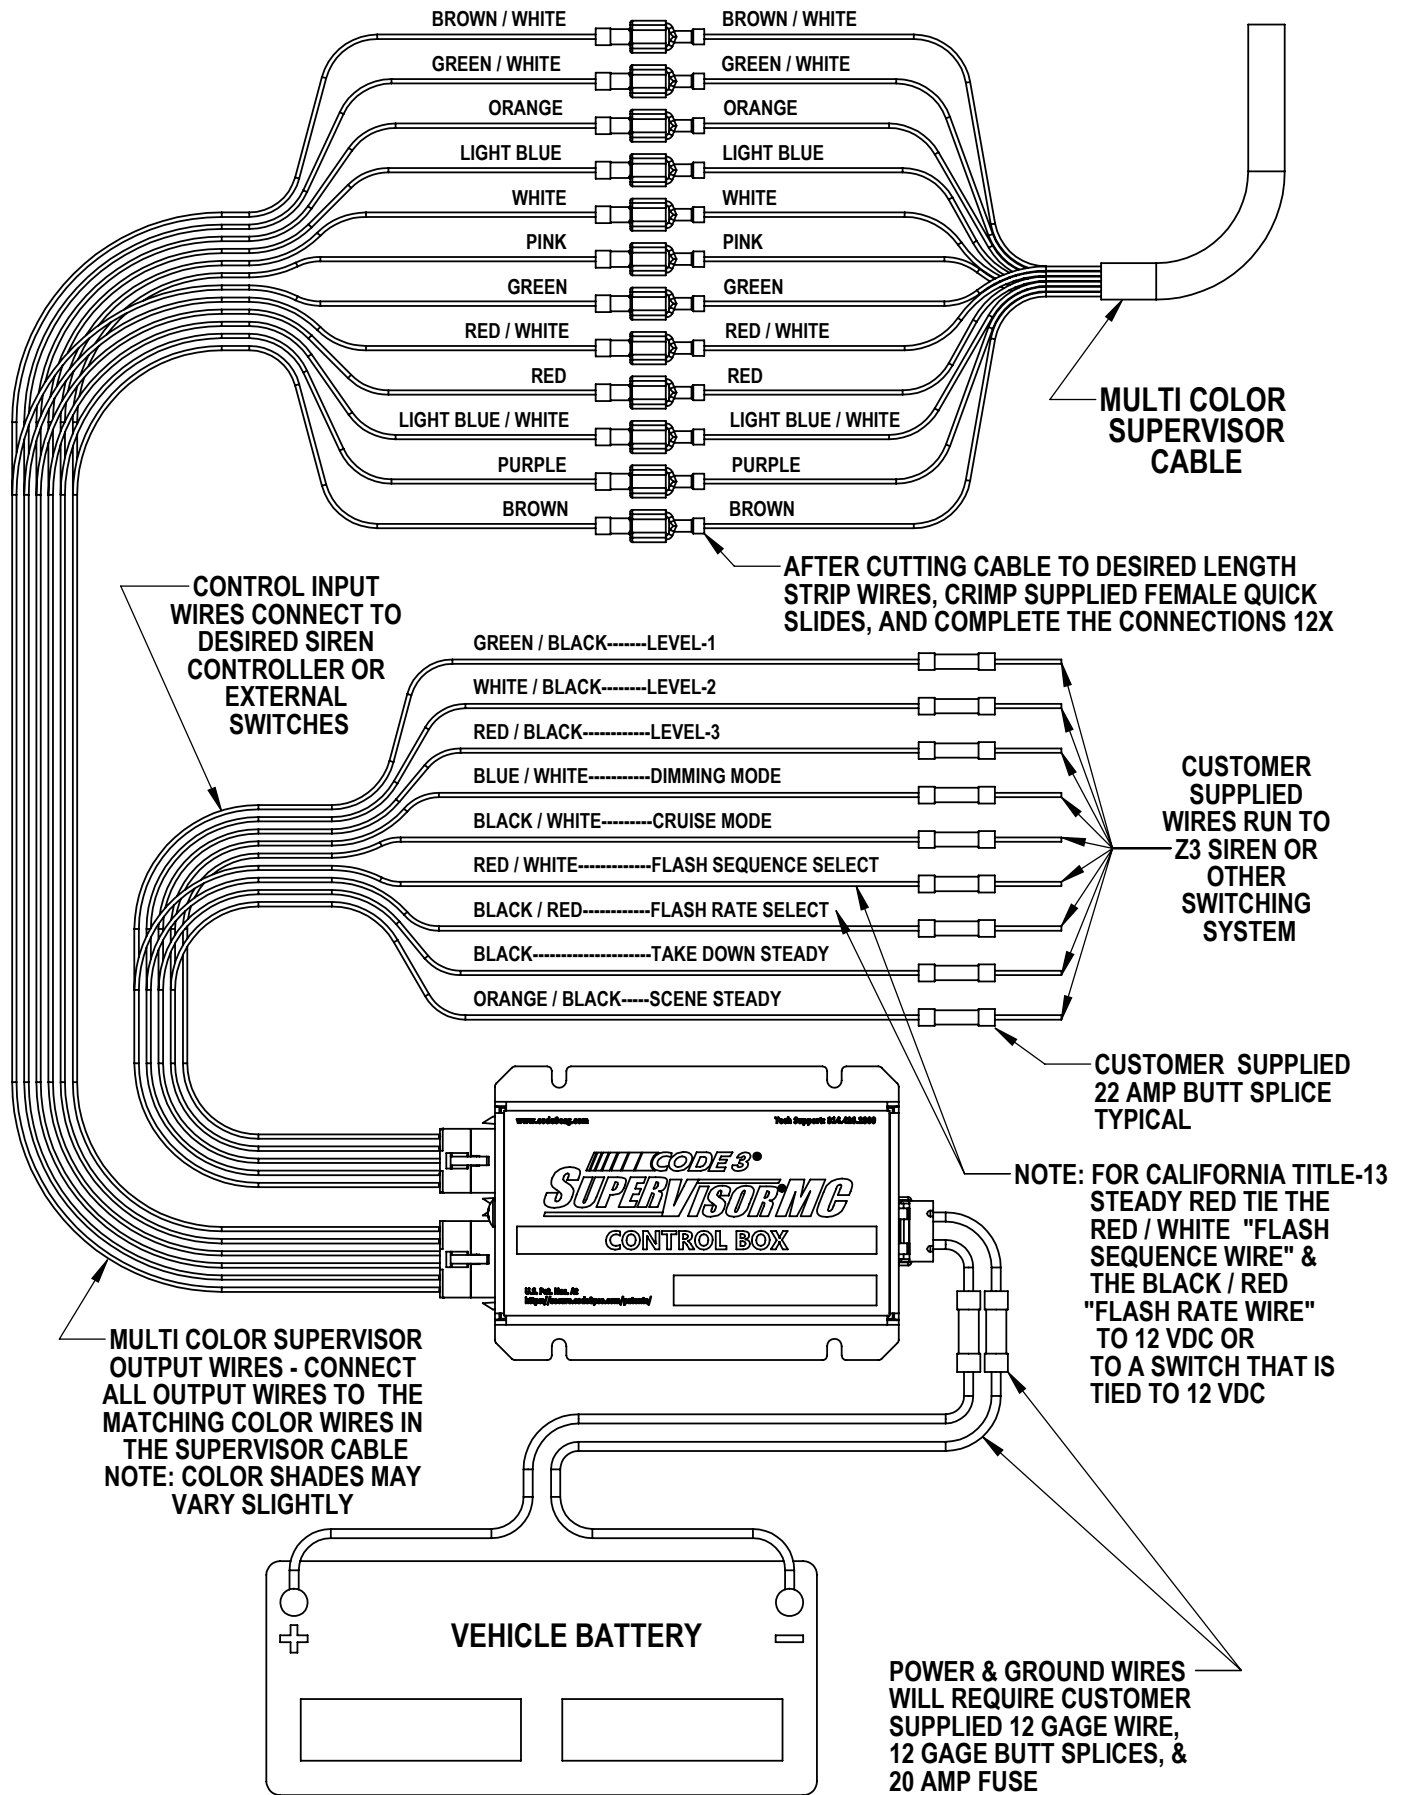 BROWN / WHITE
BROWN / WHITE
GREEN / WHITE
GREEN / WHITE
ORANGE
ORANGE
LIGHT BLUE
LIGHT BLUE
WHITE
WHITE
PINK
PINK
GREEN
GREEN
RED / WHITE
RED / WHITE
RED
RED
LIGHT BLUE / WHITE
LIGHT BLUE / WHITE
PURPLE
PURPLE
BROWN
BROWN
MULTI COLOR
SUPERVISOR
CABLE
AFTER CUTTING CABLE TO DESIRED LENGTH
STRIP WIRES, CRIMP SUPPLIED FEMALE QUICK
SLIDES, AND COMPLETE THE CONNECTIONS 12X
CONTROL INPUT
WIRES CONNECT TO
DESIRED SIREN
CONTROLLER OR
EXTERNAL
SWITCHES
GREEN / BLACK-------LEVEL-1
WHITE / BLACK--------LEVEL-2
RED / BLACK------------LEVEL-3
BLUE / WHITE-----------DIMMING MODE
BLACK / WHITE---------CRUISE MODE
RED / WHITE-------------FLASH SEQUENCE SELECT
BLACK / RED------------FLASH RATE SELECT
BLACK---------------------TAKE DOWN STEADY
ORANGE / BLACK-----SCENE STEADY
CUSTOMER
SUPPLIED
WIRES RUN TO
Z3 SIREN OR
OTHER
SWITCHING
SYSTEM
CUSTOMER SUPPLIED
22 AMP BUTT SPLICE
TYPICAL
NOTE: FOR CALIFORNIA TITLE-13
STEADY RED TIE THE
RED / WHITE "FLASH
SEQUENCE WIRE" &
THE BLACK / RED
"FLASH RATE WIRE"
TO 12 VDC OR
TO A SWITCH THAT IS
TIED TO 12 VDC
CODE 3®
SUPERVISOR® MC
CONTROL BOX
U.S. Pat. Nos. At
MULTI COLOR SUPERVISOR
OUTPUT WIRES - CONNECT
ALL OUTPUT WIRES TO THE
MATCHING COLOR WIRES IN
THE SUPERVISOR CABLE
NOTE: COLOR SHADES MAY
VARY SLIGHTLY
VEHICLE BATTERY
POWER & GROUND WIRES
WILL REQUIRE CUSTOMER
SUPPLIED 12 GAGE WIRE,
12 GAGE BUTT SPLICES, &
20 AMP FUSE